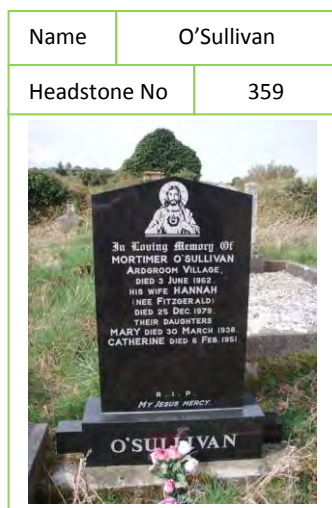 Name O’Sullivan
Headstone No 359
In Loving Memory Of
MORTIMER O'SULLIVAN
ARDGROOM VILLAGE,
DIED 3 JUNE 1962.
HIS WIFE HANNAH
(NEE FITZGERALD)
DIED 25 DEC. 1979.
THEIR DAUGHTERS
MARY DIED 30 MARCH 1938.
CATHERINE DIED 6 FEB. 1951.
R.I.P.
MY JESUS MERCY.
O'SULLIVAN